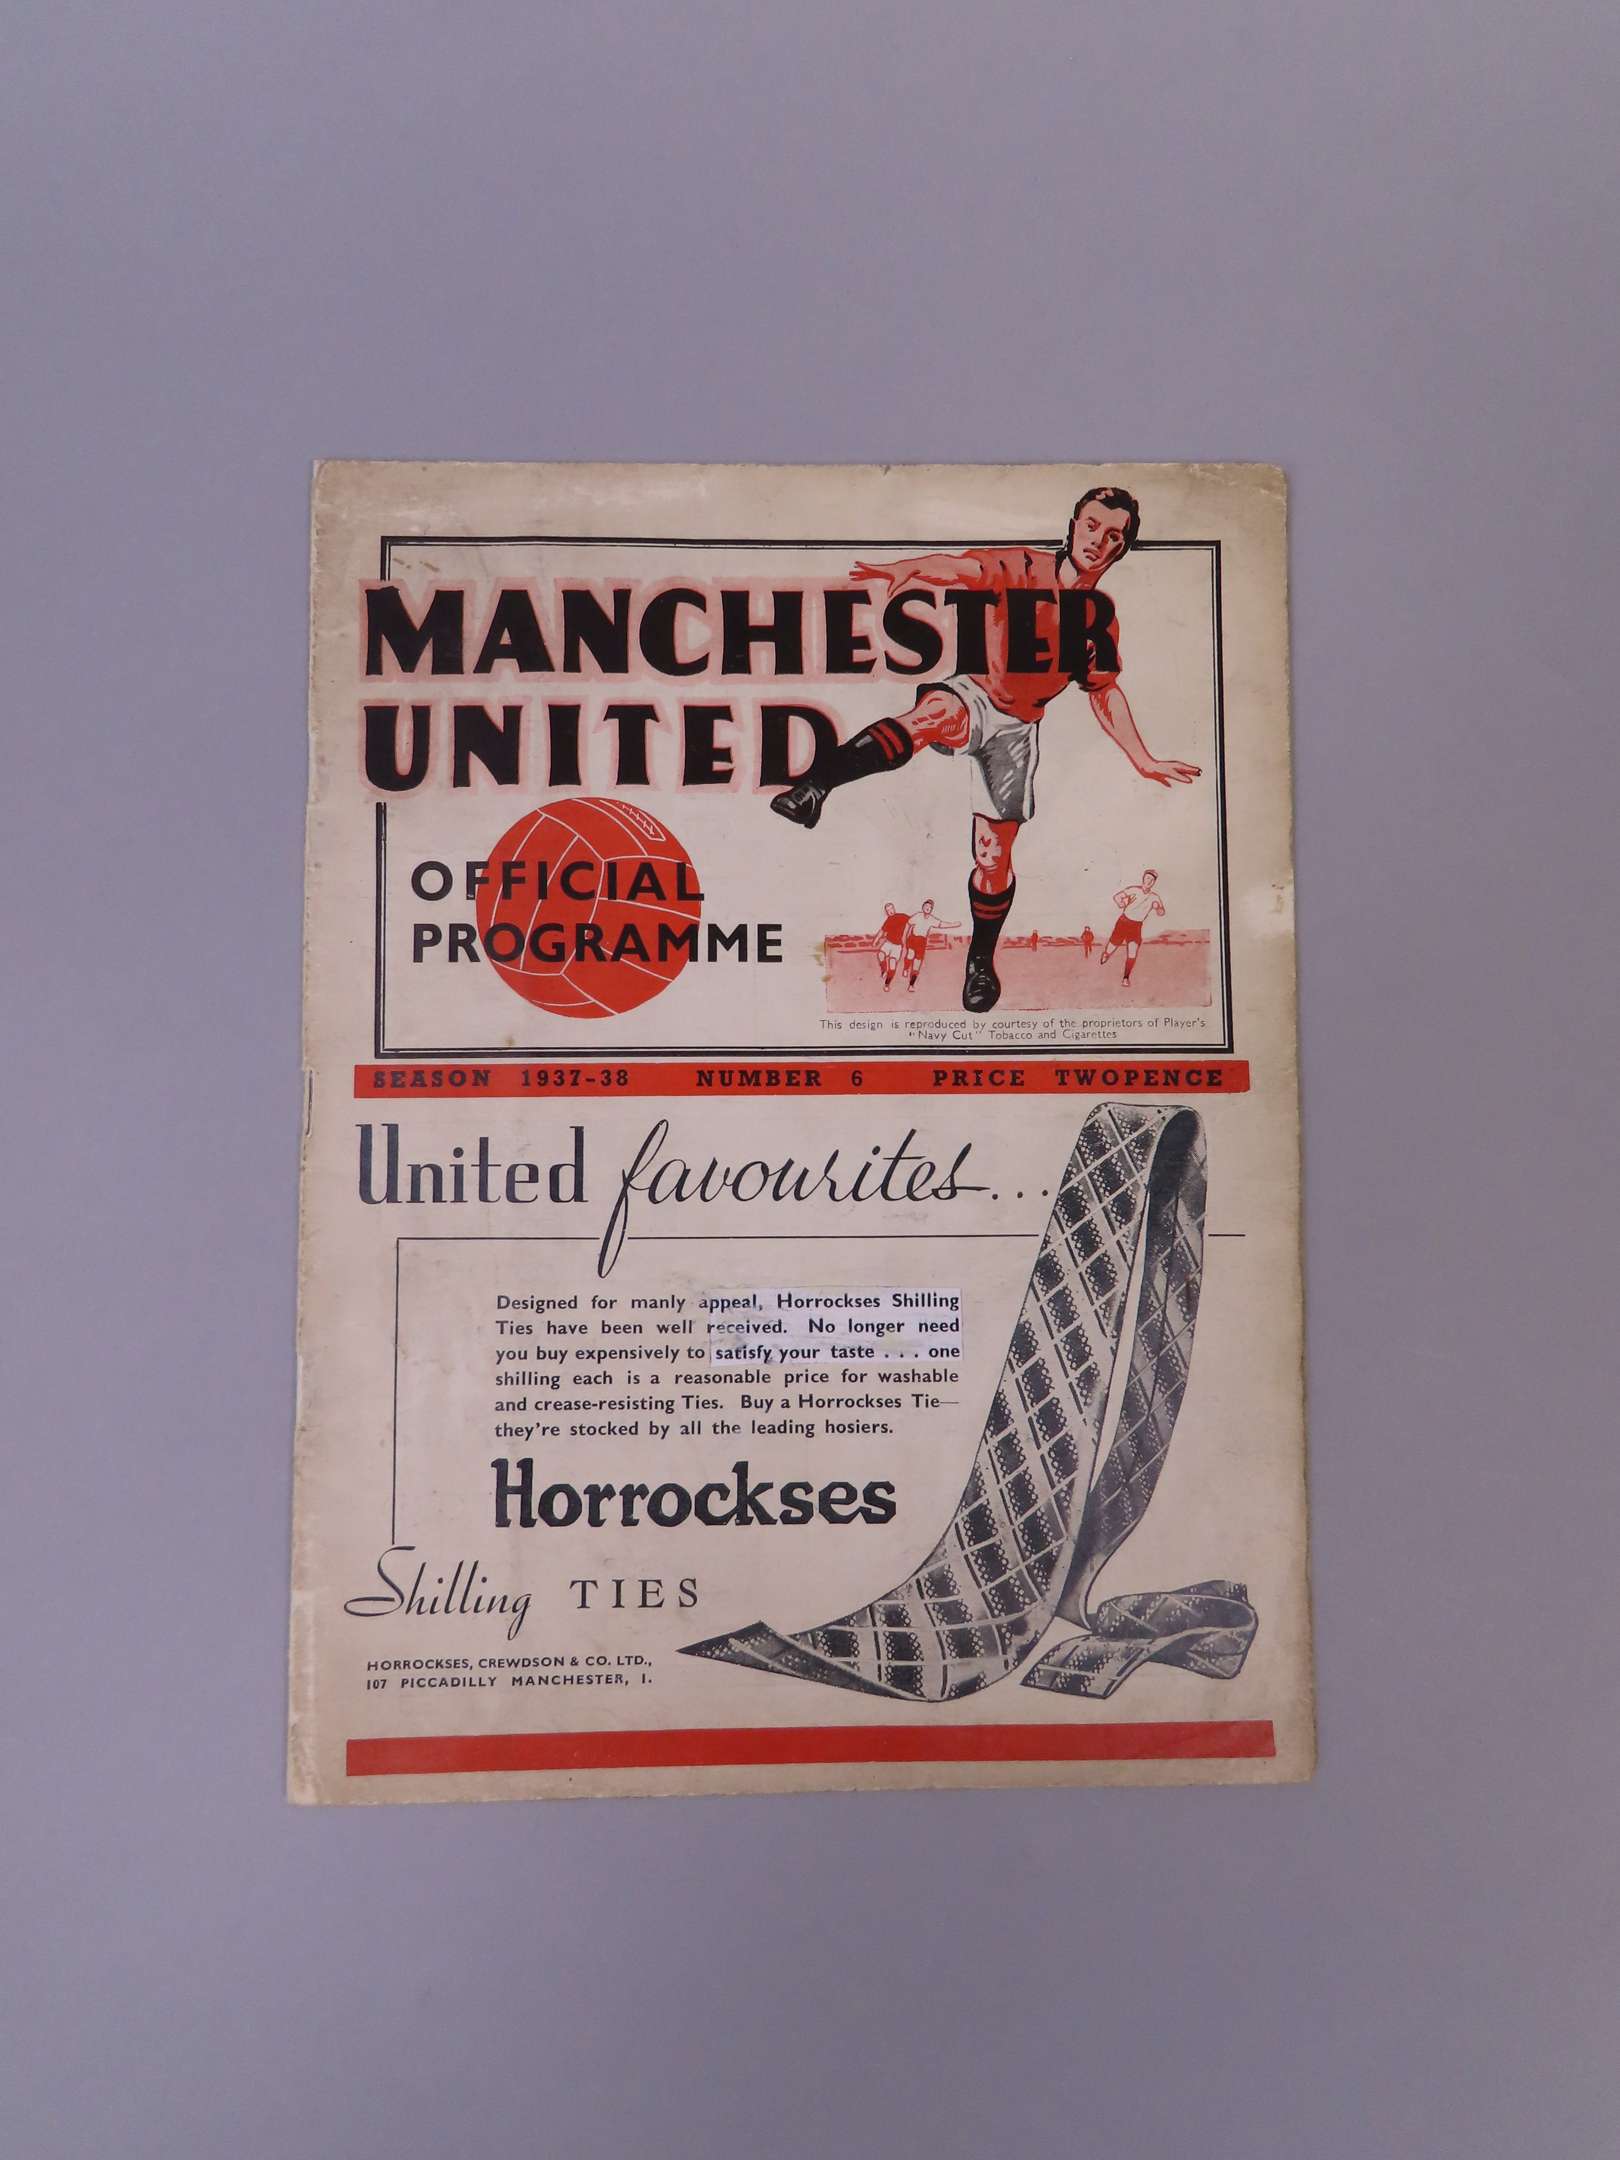 MANCHESTER
UNITED
OFFICIAL
PROGRAMME
This design is reproduced by courtesy of the proprietors of Player's
"Navy Cut" Tobacco and Cigarettes
SEASON 1937-38 NUMBER 6 PRICE TWOPENCE
United favourites...
Designed for manly appeal, Horrockses Shilling
Ties have been well received. No longer need
you buy expensively to satisfy your taste . . . one
shilling each is a reasonable price for washable
and crease-resisting Ties. Buy a Horrockses Tie—
they're stocked by all the leading hosiers.
Horrockses
Shilling TIES
HORROCKSES, CREWDSON & CO. LTD.,
107 PICCADILLY MANCHESTER, I.